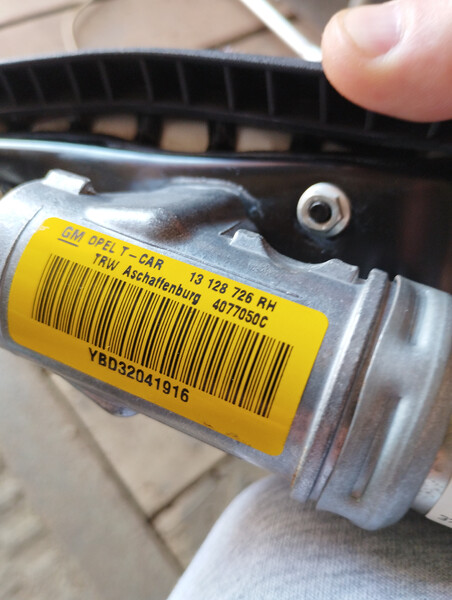 GM OPEL T-CAR 13 128 726 RH
TRW Aschaffenburg 4077050C
YBD32041916